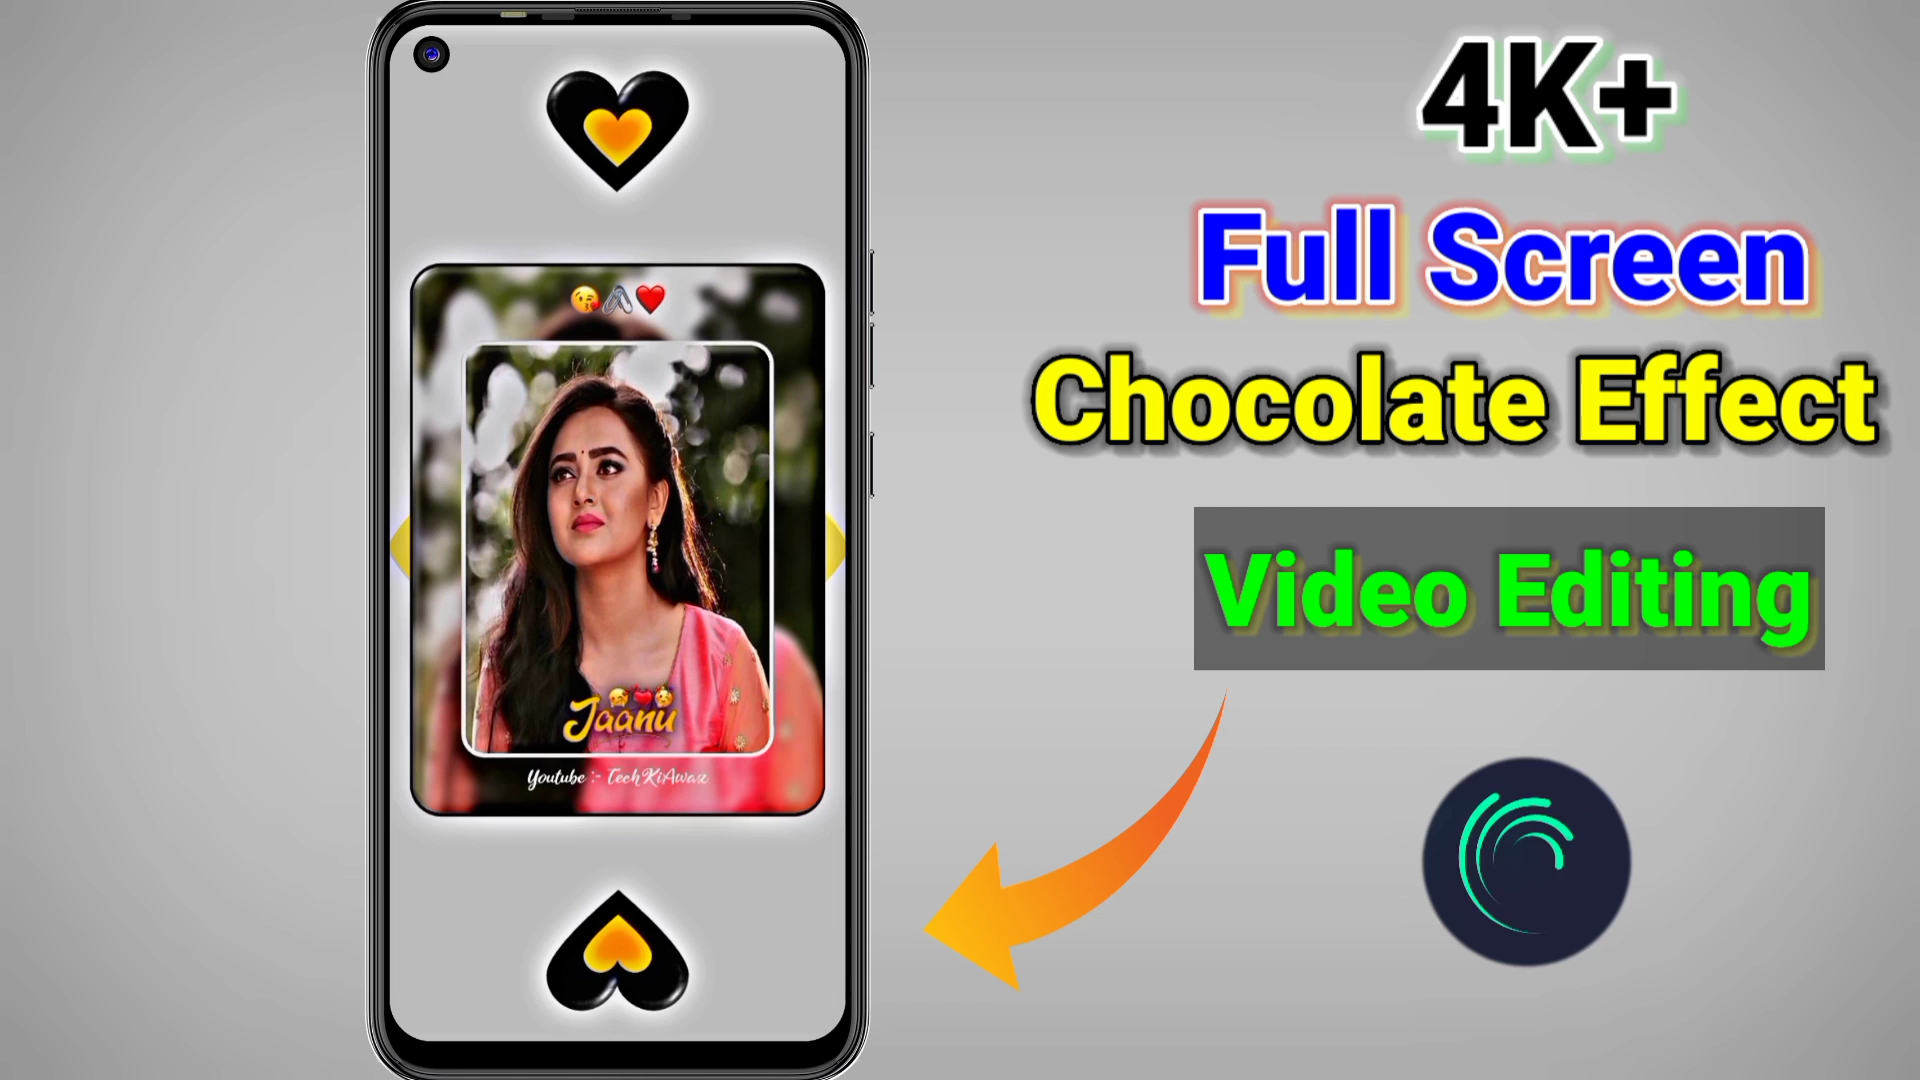 4K+
Full Screen
Chocolate Effect
Video Editing
Jaanu
Youtube :- TechKiAwaz